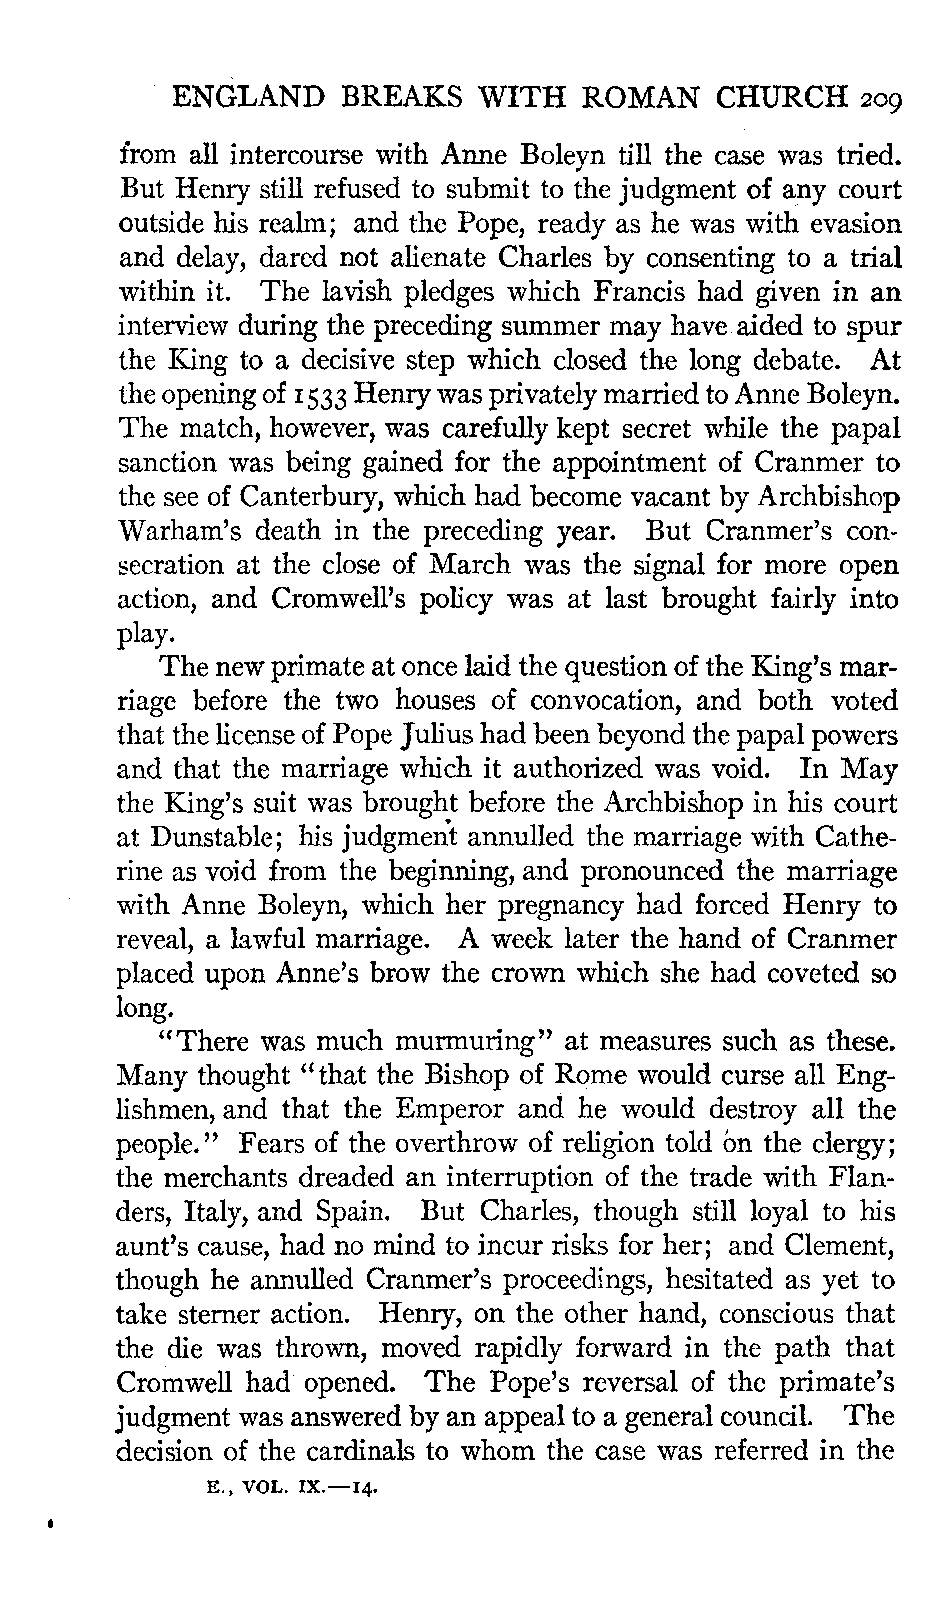 ENGLAND BREAKS WITH ROMAN CHURCH 209
from all intercourse with Anne Boleyn till the case was tried.
But Henry still refused to submit to the judgment of any court
outside his realm; and the Pope, ready as he was with evasion
and delay, dared not alienate Charles by consenting to a trial
within it. The lavish pledges which Francis had given in an
interview during the preceding summer may have aided to spur
the King to a decisive step which closed the long debate. At
the opening of 1533 Henry was privately married to Anne Boleyn.
The match, however, was carefully kept secret while the papal
sanction was being gained for the appointment of Cranmer to
the see of Canterbury, which had become vacant by Archbishop
Warham's death in the preceding year. But Cranmer's con-
secration at the close of March was the signal for more open
action, and Cromwell's policy was at last brought fairly into
play.
The new primate at once laid the question of the King's mar-
riage before the two houses of convocation, and both voted
that the license of Pope Julius had been beyond the papal powers
and that the marriage which it authorized was void. In May
the King's suit was brought before the Archbishop in his court
at Dunstable; his judgment annulled the marriage with Cathe-
rine as void from the beginning, and pronounced the marriage
with Anne Boleyn, which her pregnancy had forced Henry to
reveal, a lawful marriage. A week later the hand of Cranmer
placed upon Anne's brow the crown which she had coveted so
long.
"There was much murmuring" at measures such as these.
Many thought "that the Bishop of Rome would curse all Eng-
lishmen, and that the Emperor and he would destroy all the
people." Fears of the overthrow of religion told on the clergy;
the merchants dreaded an interruption of the trade with Flan-
ders, Italy, and Spain. But Charles, though still loyal to his
aunt's cause, had no mind to incur risks for her; and Clement,
though he annulled Cranmer's proceedings, hesitated as yet to
take sterner action. Henry, on the other hand, conscious that
the die was thrown, moved rapidly forward in the path that
Cromwell had opened. The Pope's reversal of the primate's
judgment was answered by an appeal to a general council. The
decision of the cardinals to whom the case was referred in the
E., VOL. IX.—14.